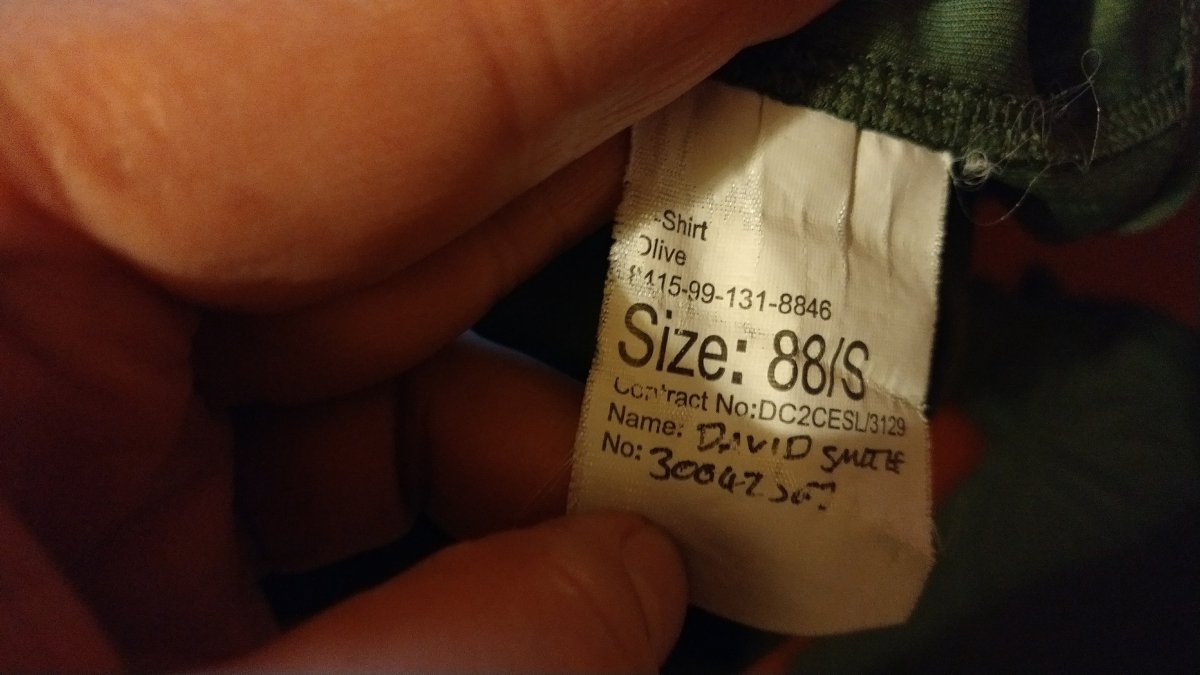 -Shirt
Olive
8415-99-131-8846
Size: 88/S
Contract No:DC2CESL/3129
Name: DAVID
No: